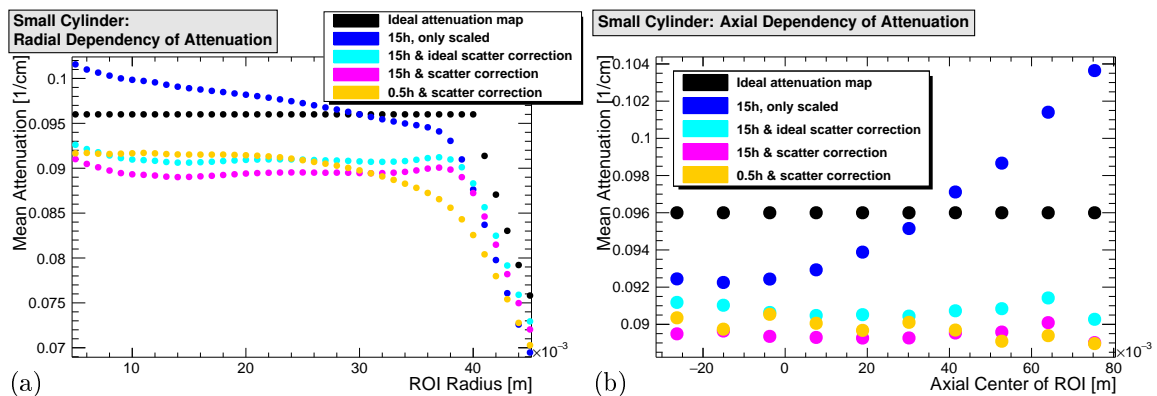 Small Cylinder:
Radial Dependency of Attenuation
Ideal attenuation map
15h, only scaled
15h & ideal scatter correction
15h & scatter correction
0.5h & scatter correction
Mean Attenuation [1/cm]
0.1
0.095
0.09
0.085
0.08
0.075
0.07
10
20
30
40
×10⁻³
ROI Radius [m]
(a)
Small Cylinder: Axial Dependency of Attenuation
Ideal attenuation map
15h, only scaled
15h & ideal scatter correction
15h & scatter correction
0.5h & scatter correction
Mean Attenuation [1/cm]
0.104
0.102
0.1
0.098
0.096
0.094
0.092
0.09
−20
0
20
40
60
80
×10⁻³
Axial Center of ROI [m]
(b)